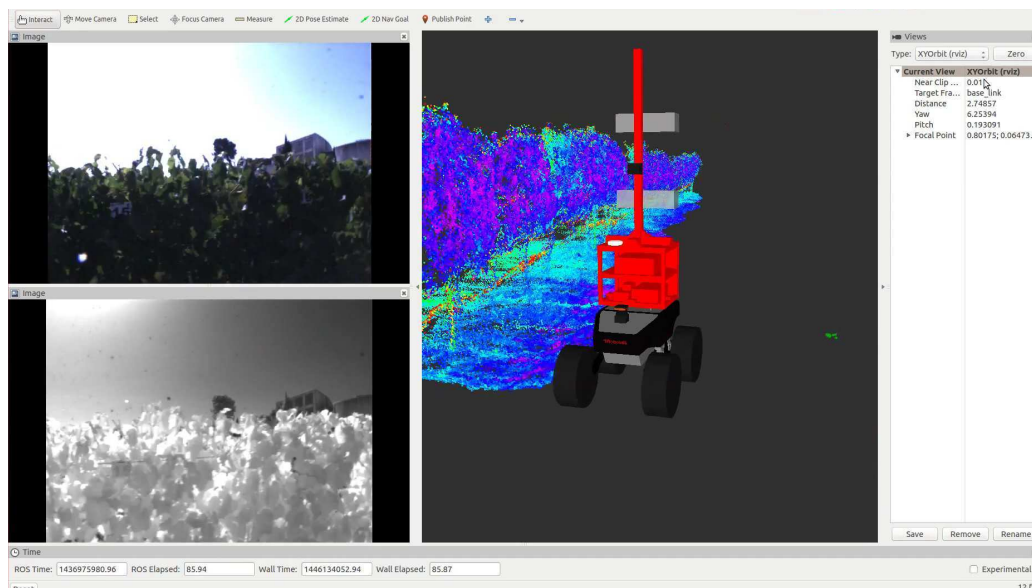 Interact Move Camera Select Focus Camera Measure 2D Pose Estimate 2D Nav Goal Publish Point
Image
Image
Views
Type: XYOrbit (rviz) Zero
Current View XYOrbit (rviz)
Near Clip ... 0.01
Target Fra... base_link
Distance 2.74857
Yaw 6.25394
Pitch 0.193091
Focal Point 0.80175; 0.06473...
Save Remove Rename
Time
ROS Time: 1436975980.96 ROS Elapsed: 85.94 Wall Time: 1446134052.94 Wall Elapsed: 85.87 Experimental